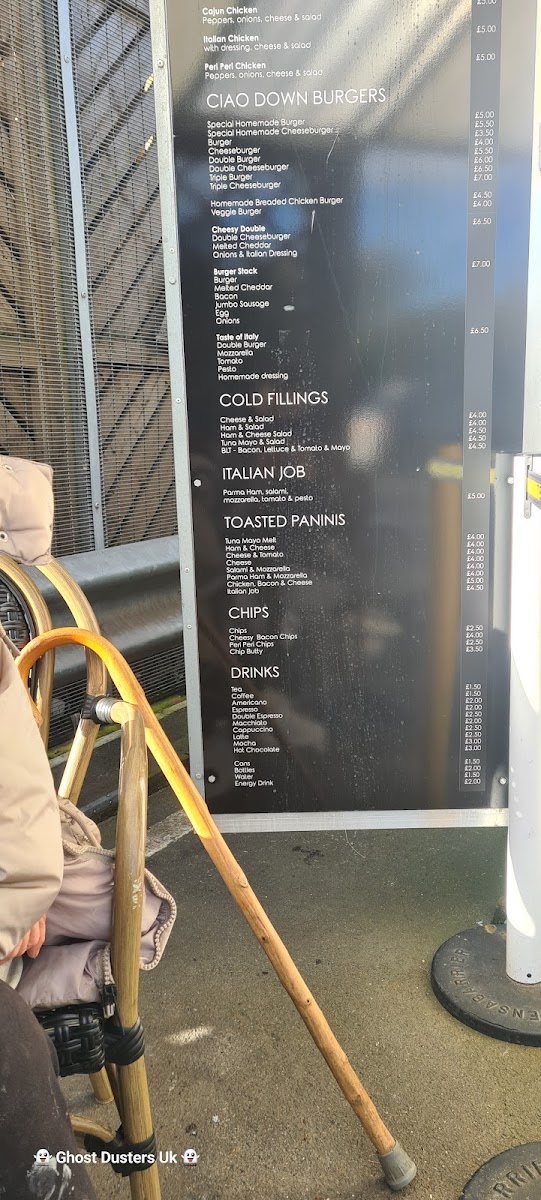 Cajun Chicken
Peppers, onions, cheese & salad
£5.00
Italian Chicken
with dressing, cheese & salad
£5.00
Peri Peri Chicken
Peppers, onions, cheese & salad
£5.00
CIAO DOWN BURGERS
Special Homemade Burger £5.00
Special Homemade Cheeseburger £5.50
Burger £3.50
Cheeseburger £4.00
Double Burger £5.50
Double Cheeseburger £6.00
Triple Burger £6.50
Triple Cheeseburger £7.00
Homemade Breaded Chicken Burger £4.50
Veggie Burger £4.00
Cheesy Double £6.50
Double Cheeseburger
Melted Cheddar
Onions & Italian Dressing
Burger Stack £7.00
Burger
Melted Cheddar
Bacon
Jumbo Sausage
Egg
Onions
Taste of Italy £6.50
Double Burger
Mozzarella
Tomato
Pesto
Homemade dressing
COLD FILLINGS
Cheese & Salad £4.00
Ham & Salad £4.00
Ham & Cheese Salad £4.50
Tuna Mayo & Salad £4.50
BLT - Bacon, Lettuce & Tomato & Mayo £4.50
ITALIAN JOB
Parma Ham, salami,
mozzarella, tomato & pesto £5.00
TOASTED PANINIS
Tuna Mayo Melt £4.00
Ham & Cheese £4.00
Cheese & Tomato £4.00
Cheese £4.00
Salami & Mozzarella £4.00
Parma Ham & Mozzarella £4.00
Chicken, Bacon & Cheese £5.00
Italian Job £4.50
CHIPS
Chips £2.50
Cheesy Bacon Chips £4.00
Peri Peri Chips £2.50
Chip Butty £3.50
DRINKS
Tea £1.50
Coffee £1.50
Americano £2.00
Espresso £2.00
Double Espresso £2.50
Macchiato £2.00
Cappuccino £2.50
Latte £2.50
Mocha £3.00
Hot Chocolate £3.00
Cans £1.50
Bottles £2.00
Water £1.50
Energy Drink £2.00
👻 Ghost Dusters Uk 👻